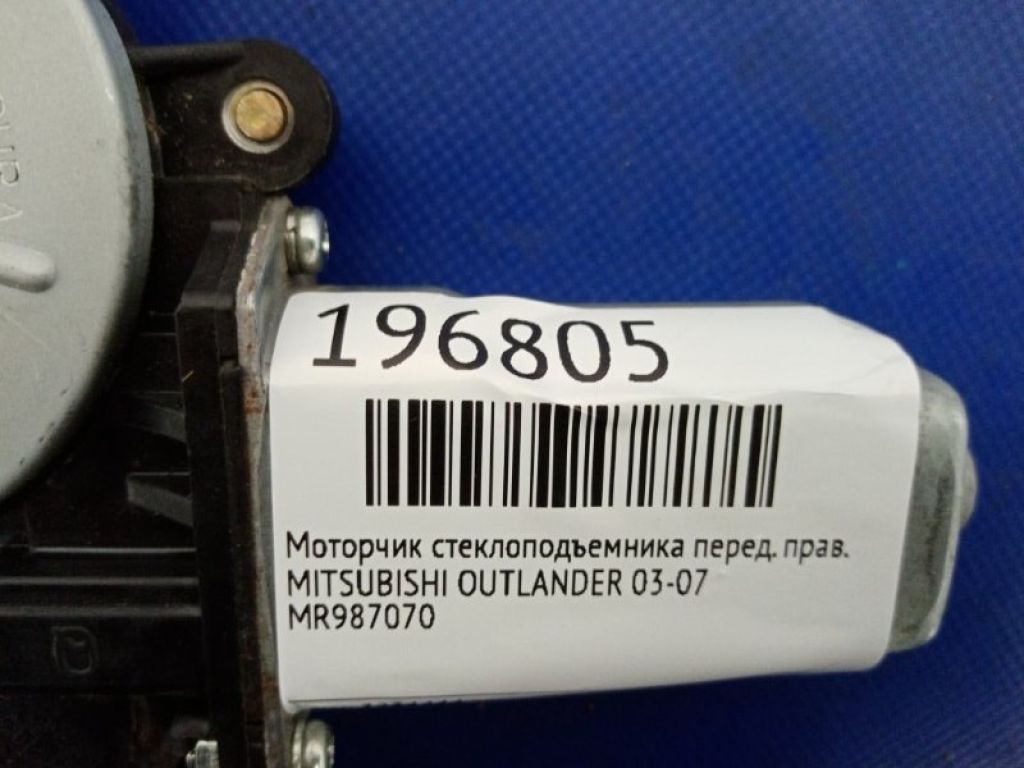 196805
Моторчик стеклоподъемника перед. прав.
MITSUBISHI OUTLANDER 03-07
MR987070